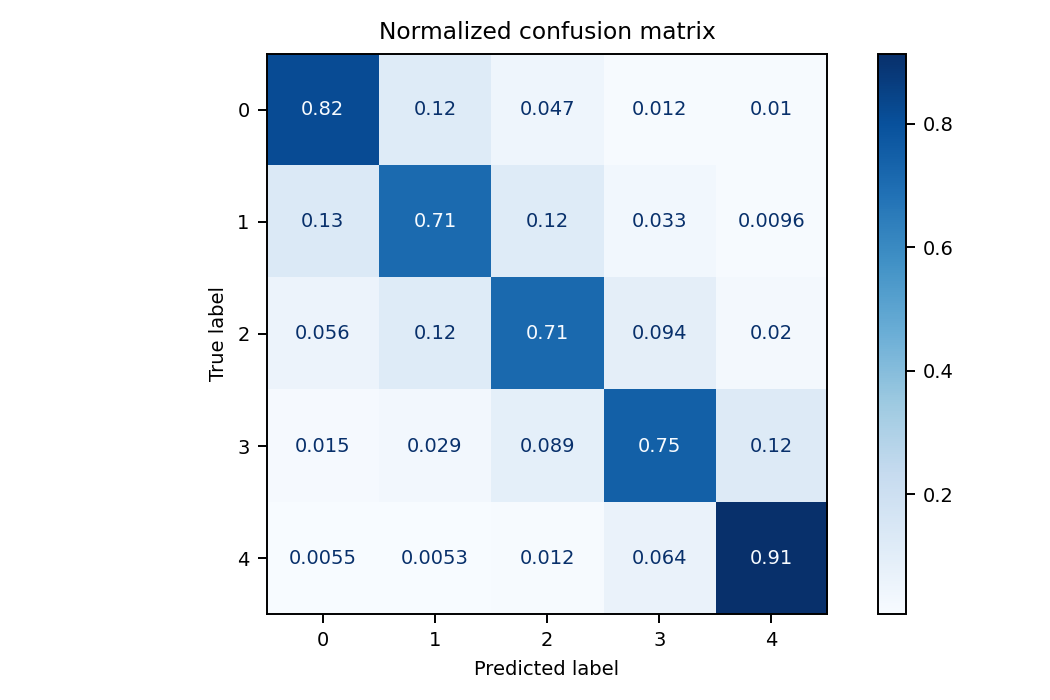 Normalized confusion matrix
0 0.82 0.12 0.047 0.012 0.01
1 0.13 0.71 0.12 0.033 0.0096
2 0.056 0.12 0.71 0.094 0.02
3 0.015 0.029 0.089 0.75 0.12
4 0.0055 0.0053 0.012 0.064 0.91
0 1 2 3 4
Predicted label
True label
0.8
0.6
0.4
0.2